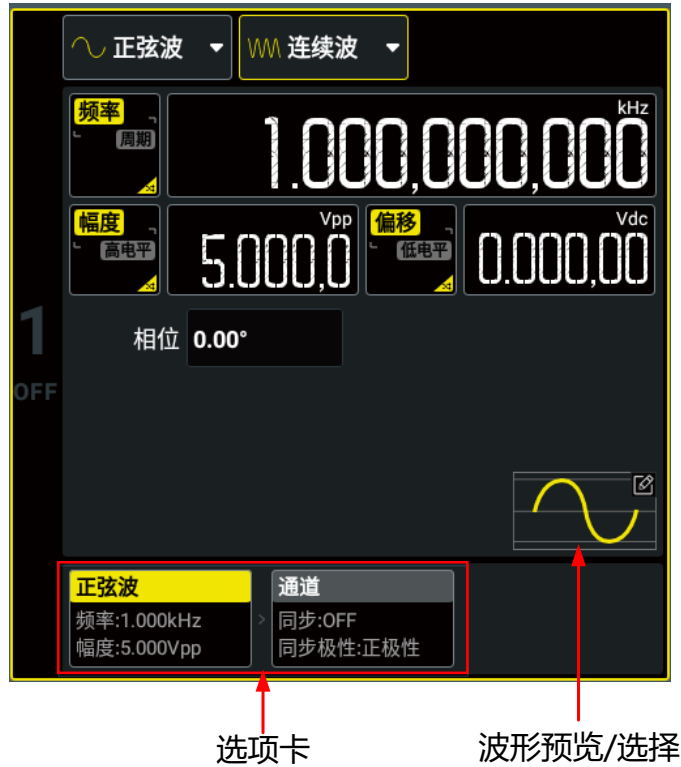 正弦波 连续波
频率 周期 1.000,000,000 kHz
幅度 高电平 5.000,0 Vpp 偏移 低电平 0.000,00 Vdc
1
OFF
相位 0.00°
正弦波
频率:1.000kHz
幅度:5.000Vpp
>
通道
同步:OFF
同步极性:正极性
选项卡 波形预览/选择